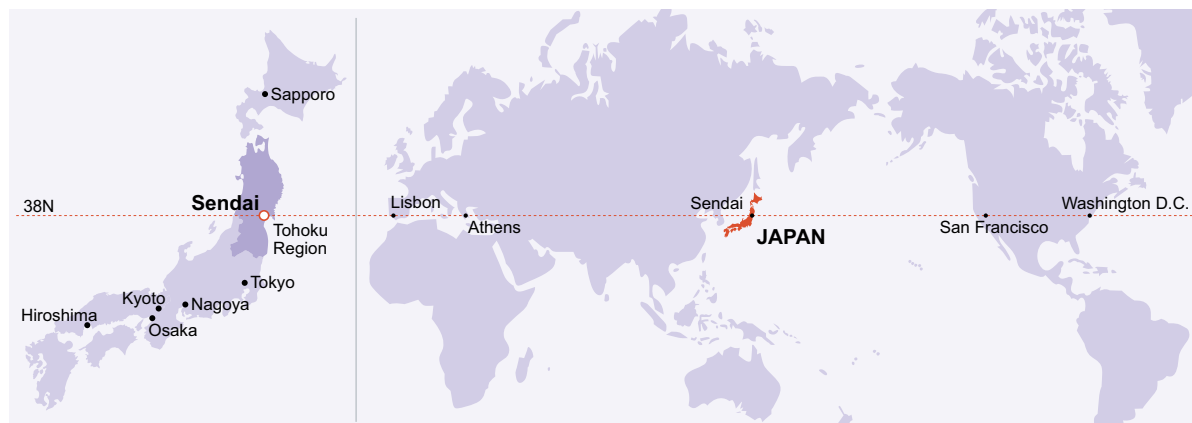 Sapporo
38N
Sendai
Tohoku
Region
Tokyo
Kyoto
Nagoya
Hiroshima
Osaka
Lisbon
Athens
Sendai
JAPAN
San Francisco
Washington D.C.